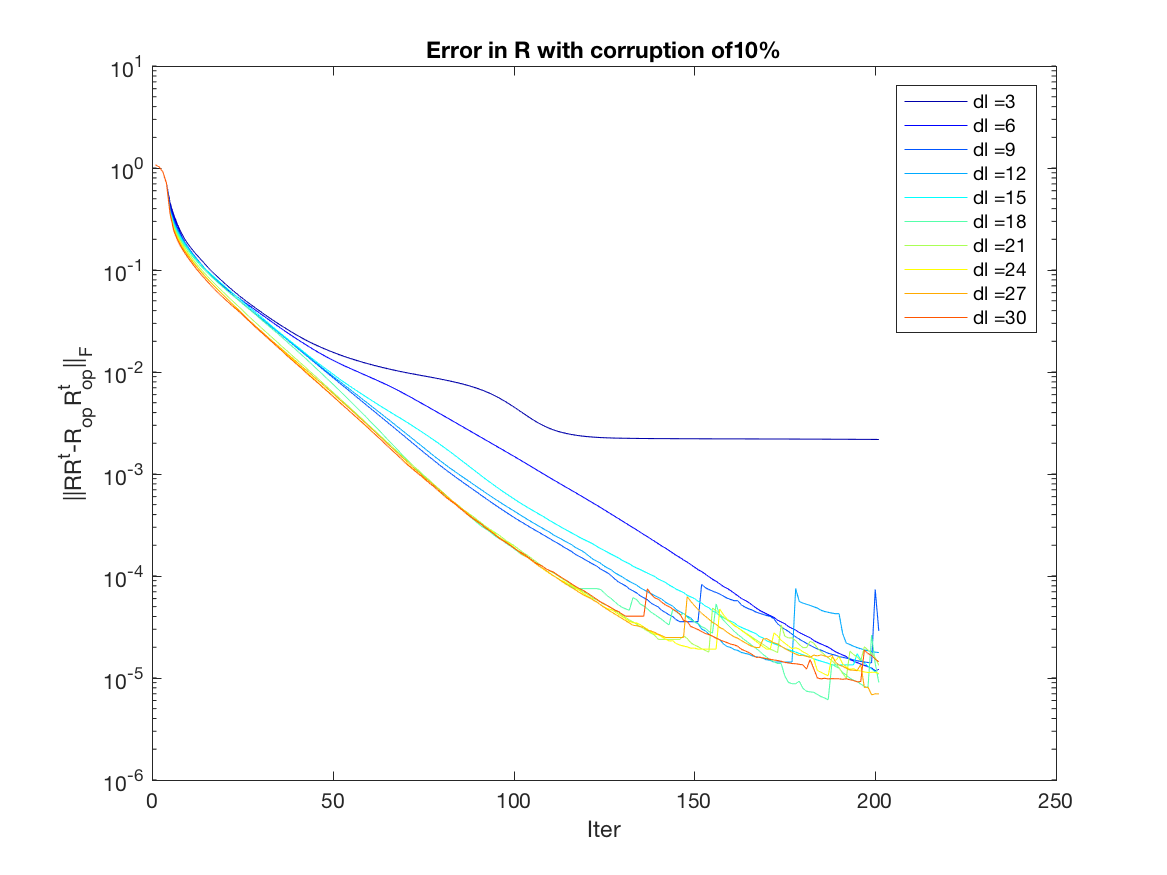 Error in R with corruption of10%
10^1
10^0
10^-1
10^-2
10^-3
10^-4
10^-5
10^-6
||RR^t-R_op R^t_op||_F
0 50 100 150 200 250
Iter
dl =3
dl =6
dl =9
dl =12
dl =15
dl =18
dl =21
dl =24
dl =27
dl =30